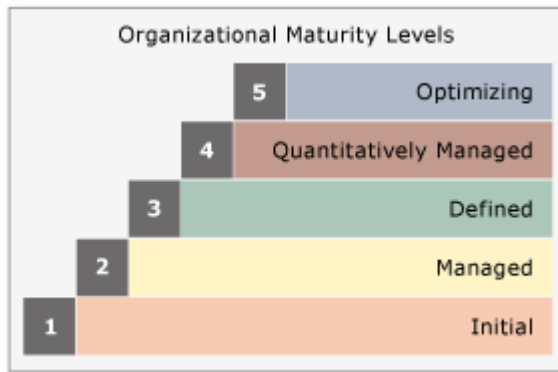 Organizational Maturity Levels
5 Optimizing
4 Quantitatively Managed
3 Defined
2 Managed
1 Initial